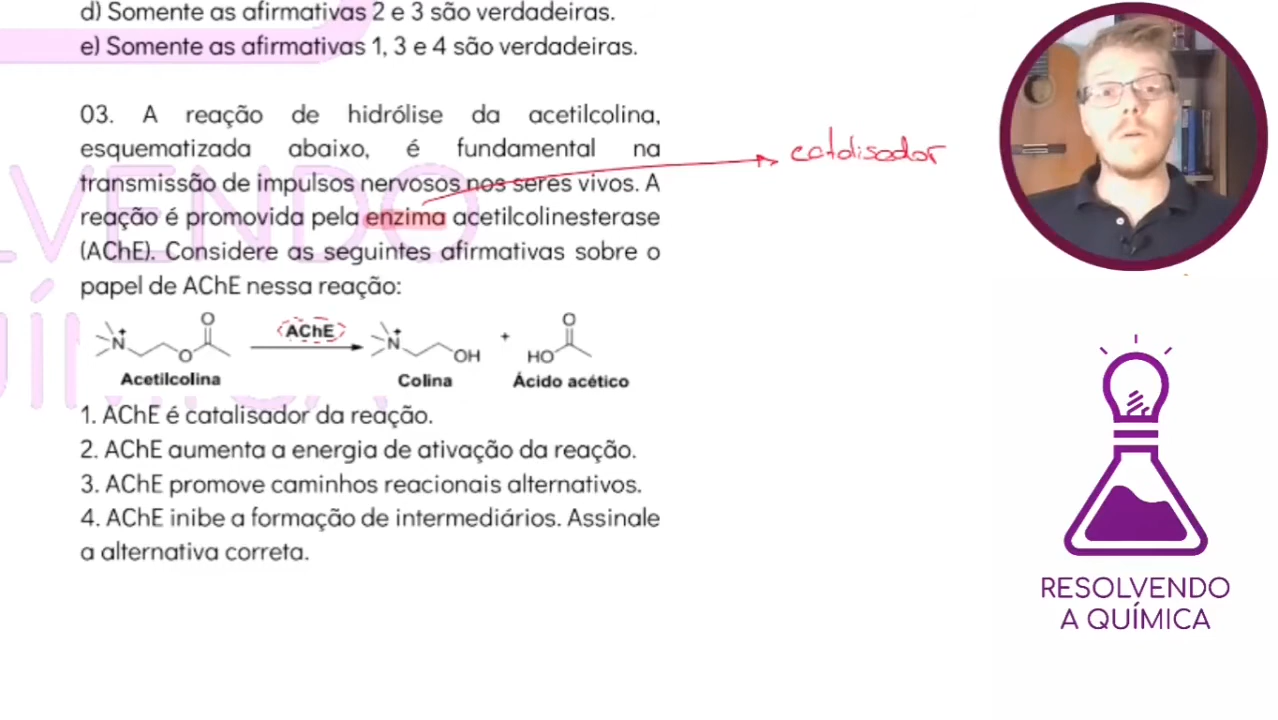 d) Somente as afirmativas 2 e 3 são verdadeiras.
e) Somente as afirmativas 1, 3 e 4 são verdadeiras.
03. A reação de hidrólise da acetilcolina,
esquematizada abaixo, é fundamental na
transmissão de impulsos nervosos nos seres vivos. A
reação é promovida pela enzima acetilcolinesterase
(AChE). Considere as seguintes afirmativas sobre o
papel de AChE nessa reação:
catalisador
O O
AChE
N+ O N+ OH + HO
Acetilcolina Colina Ácido acético
1. AChE é catalisador da reação.
2. AChE aumenta a energia de ativação da reação.
3. AChE promove caminhos reacionais alternativos.
4. AChE inibe a formação de intermediários. Assinale
a alternativa correta.
RESOLVENDO
A QUÍMICA